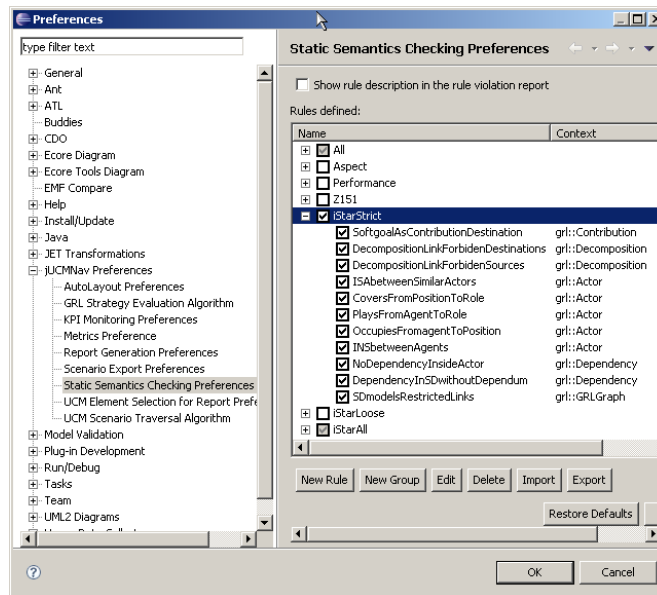 Preferences
type filter text
General
Ant
ATL
Buddies
CDO
Ecore Diagram
Ecore Tools Diagram
EMF Compare
Help
Install/Update
Java
JET Transformations
jUCMNav Preferences
AutoLayout Preferences
GRL Strategy Evaluation Algorithm
KPI Monitoring Preferences
Metrics Preference
Report Generation Preferences
Scenario Export Preferences
Static Semantics Checking Preferences
UCM Element Selection for Report Prefe
UCM Scenario Traversal Algorithm
Model Validation
Plug-in Development
Run/Debug
Tasks
Team
UML2 Diagrams
Static Semantics Checking Preferences
Show rule description in the rule violation report
Rules defined:
Name Context
All
Aspect
Performance
Z151
iStarStrict
SoftgoalAsContributionDestination grl::Contribution
DecompositionLinkForbidenDestinations grl::Decomposition
DecompositionLinkForbidenSources grl::Decomposition
ISAbetweenSimilarActors grl::Actor
CoversFromPositionToRole grl::Actor
PlaysFromAgentToRole grl::Actor
OccupiesFromagentToPosition grl::Actor
INSbetweenAgents grl::Actor
NoDependencyInsideActor grl::Dependency
DependencyInSDwithoutDependum grl::Dependency
SDmodelsRestrictedLinks grl::GRLGraph
iStarLoose
iStarAll
New Rule New Group Edit Delete Import Export
Restore Defaults
OK Cancel